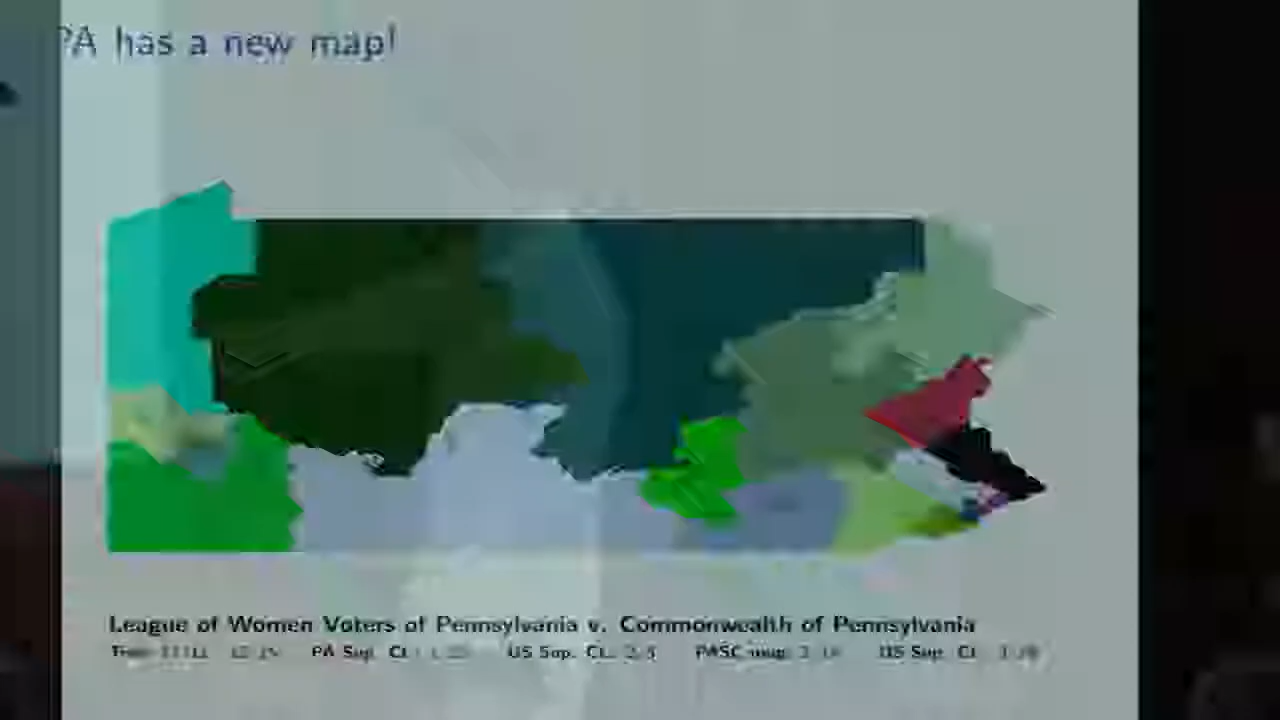 PA has a new map!
League of Women Voters of Pennsylvania v. Commonwealth of Pennsylvania
PA Sup. Ct. US Sup. Ct. PASC map US Sup. Ct.